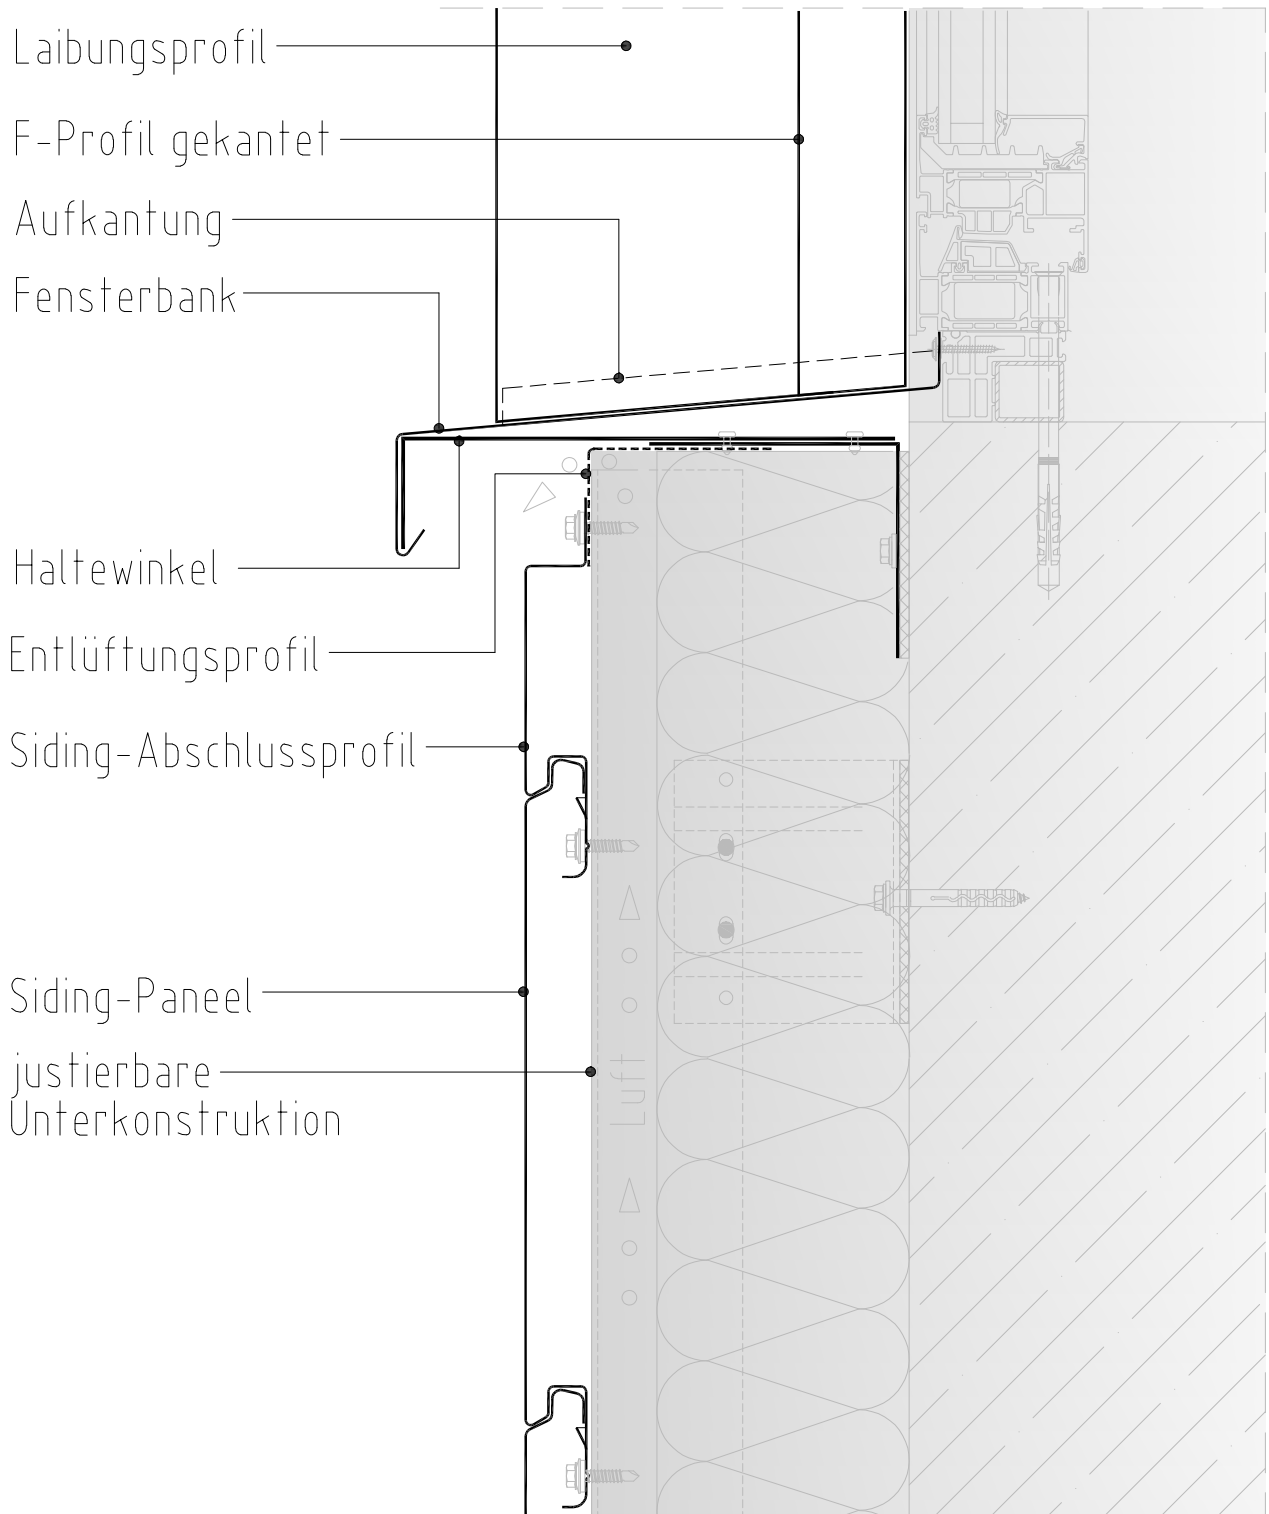 Laibungsprofil
F-Profil gekantet
Aufkantung
Fensterbank
Haltewinkel
Entlüftungsprofil
Siding-Abschlussprofil
Siding-Paneel
justierbare
Unterkonstruktion
Luft